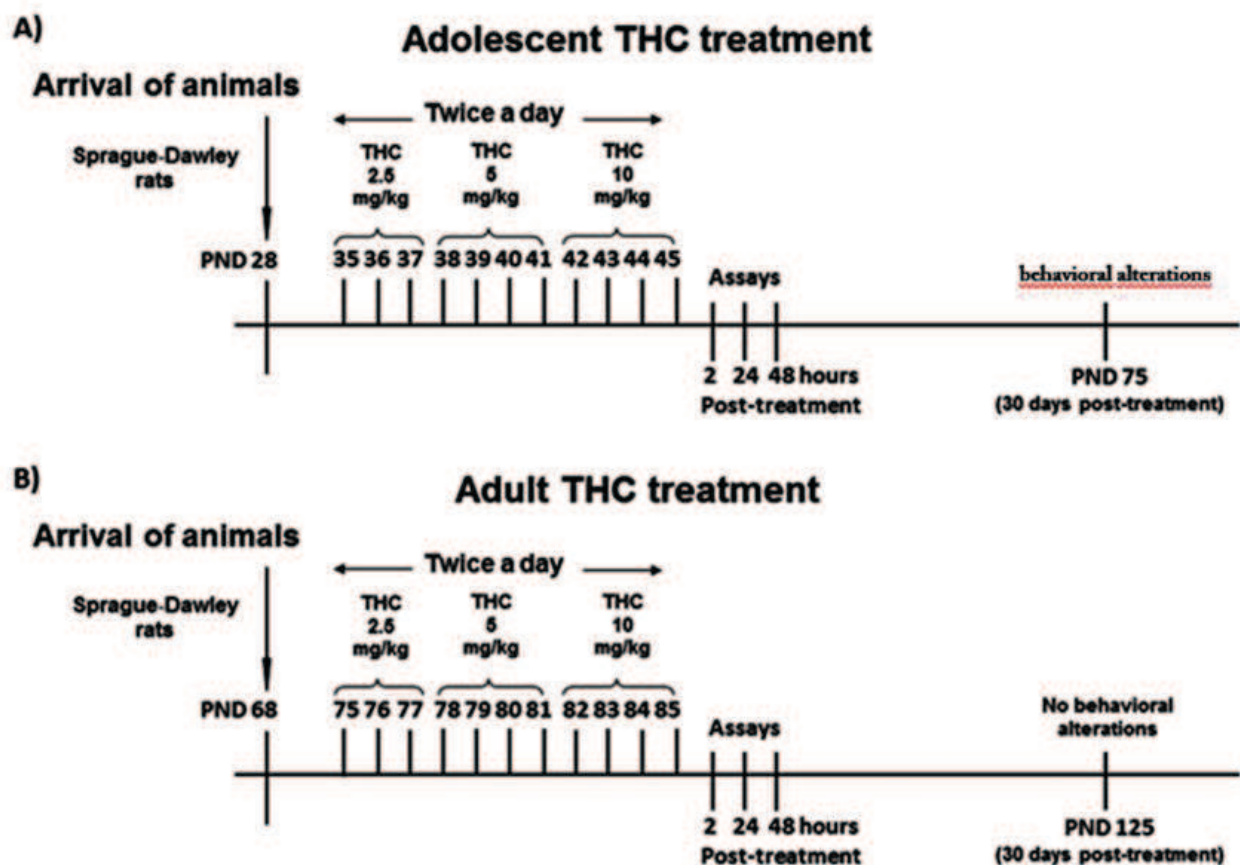 A)
Adolescent THC treatment
Arrival of animals
Twice a day
Sprague-Dawley
rats
THC
2.5
mg/kg
THC
5
mg/kg
THC
10
mg/kg
PND 28
35 36 37 38 39 40 41 42 43 44 45
Assays
behavioral alterations
2 24 48 hours
Post-treatment
PND 75
(30 days post-treatment)
B)
Adult THC treatment
Arrival of animals
Twice a day
Sprague-Dawley
rats
THC
2.5
mg/kg
THC
5
mg/kg
THC
10
mg/kg
PND 68
75 76 77 78 79 80 81 82 83 84 85
Assays
No behavioral
alterations
2 24 48 hours
Post-treatment
PND 125
(30 days post-treatment)